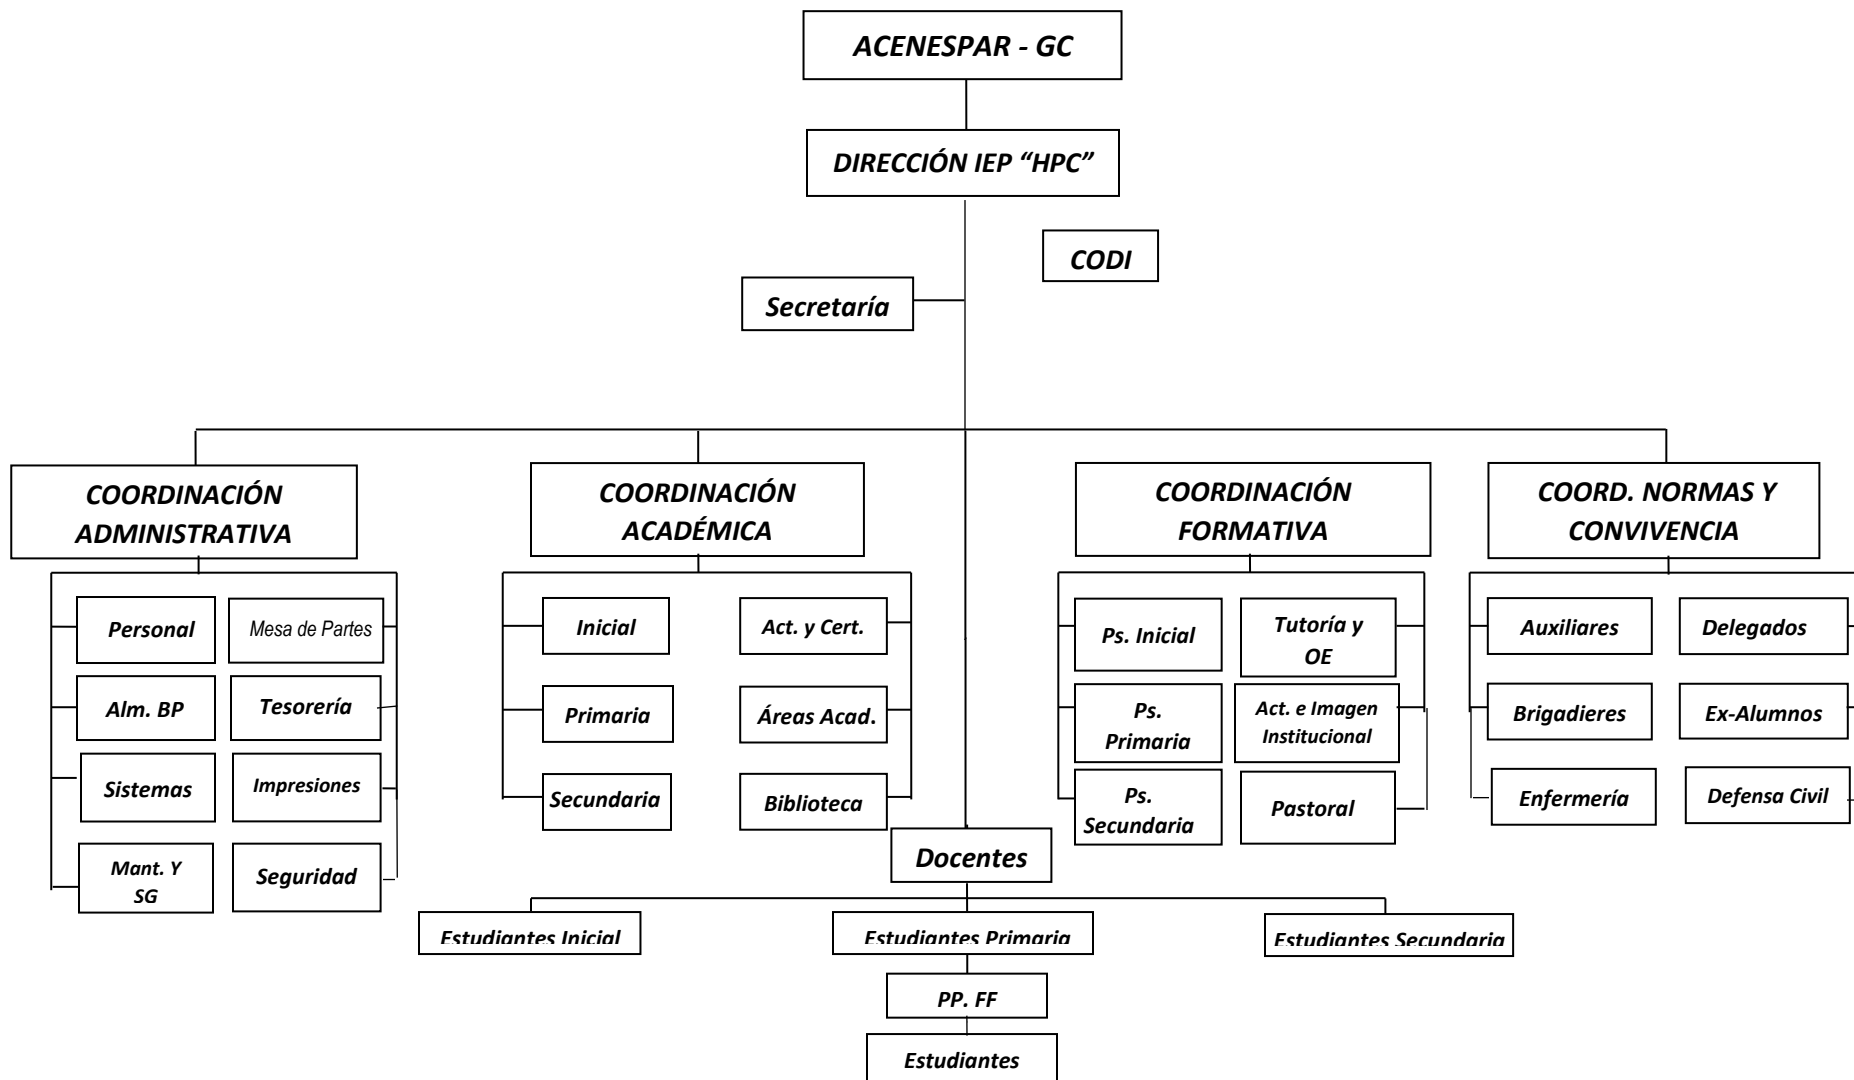 ACENESPAR - GC
DIRECCIÓN IEP “HPC”
CODI
Secretaría
COORDINACIÓN
ADMINISTRATIVA
COORDINACIÓN
ACADÉMICA
COORDINACIÓN
FORMATIVA
COORD. NORMAS Y
CONVIVENCIA
Personal
Mesa de Partes
Alm. BP
Tesorería
Sistemas
Impresiones
Mant. Y
SG
Seguridad
Inicial
Act. y Cert.
Primaria
Áreas Acad.
Secundaria
Biblioteca
Ps. Inicial
Tutoría y
OE
Ps.
Primaria
Act. e Imagen
Institucional
Ps.
Secundaria
Pastoral
Auxiliares
Delegados
Brigadieres
Ex-Alumnos
Enfermería
Defensa Civil
Docentes
Estudiantes Inicial
Estudiantes Primaria
Estudiantes Secundaria
PP. FF
Estudiantes